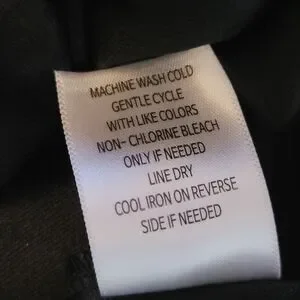 MACHINE WASH COLD
GENTLE CYCLE
WITH LIKE COLORS
NON- CHLORINE BLEACH
ONLY IF NEEDED
LINE DRY
COOL IRON ON REVERSE
SIDE IF NEEDED